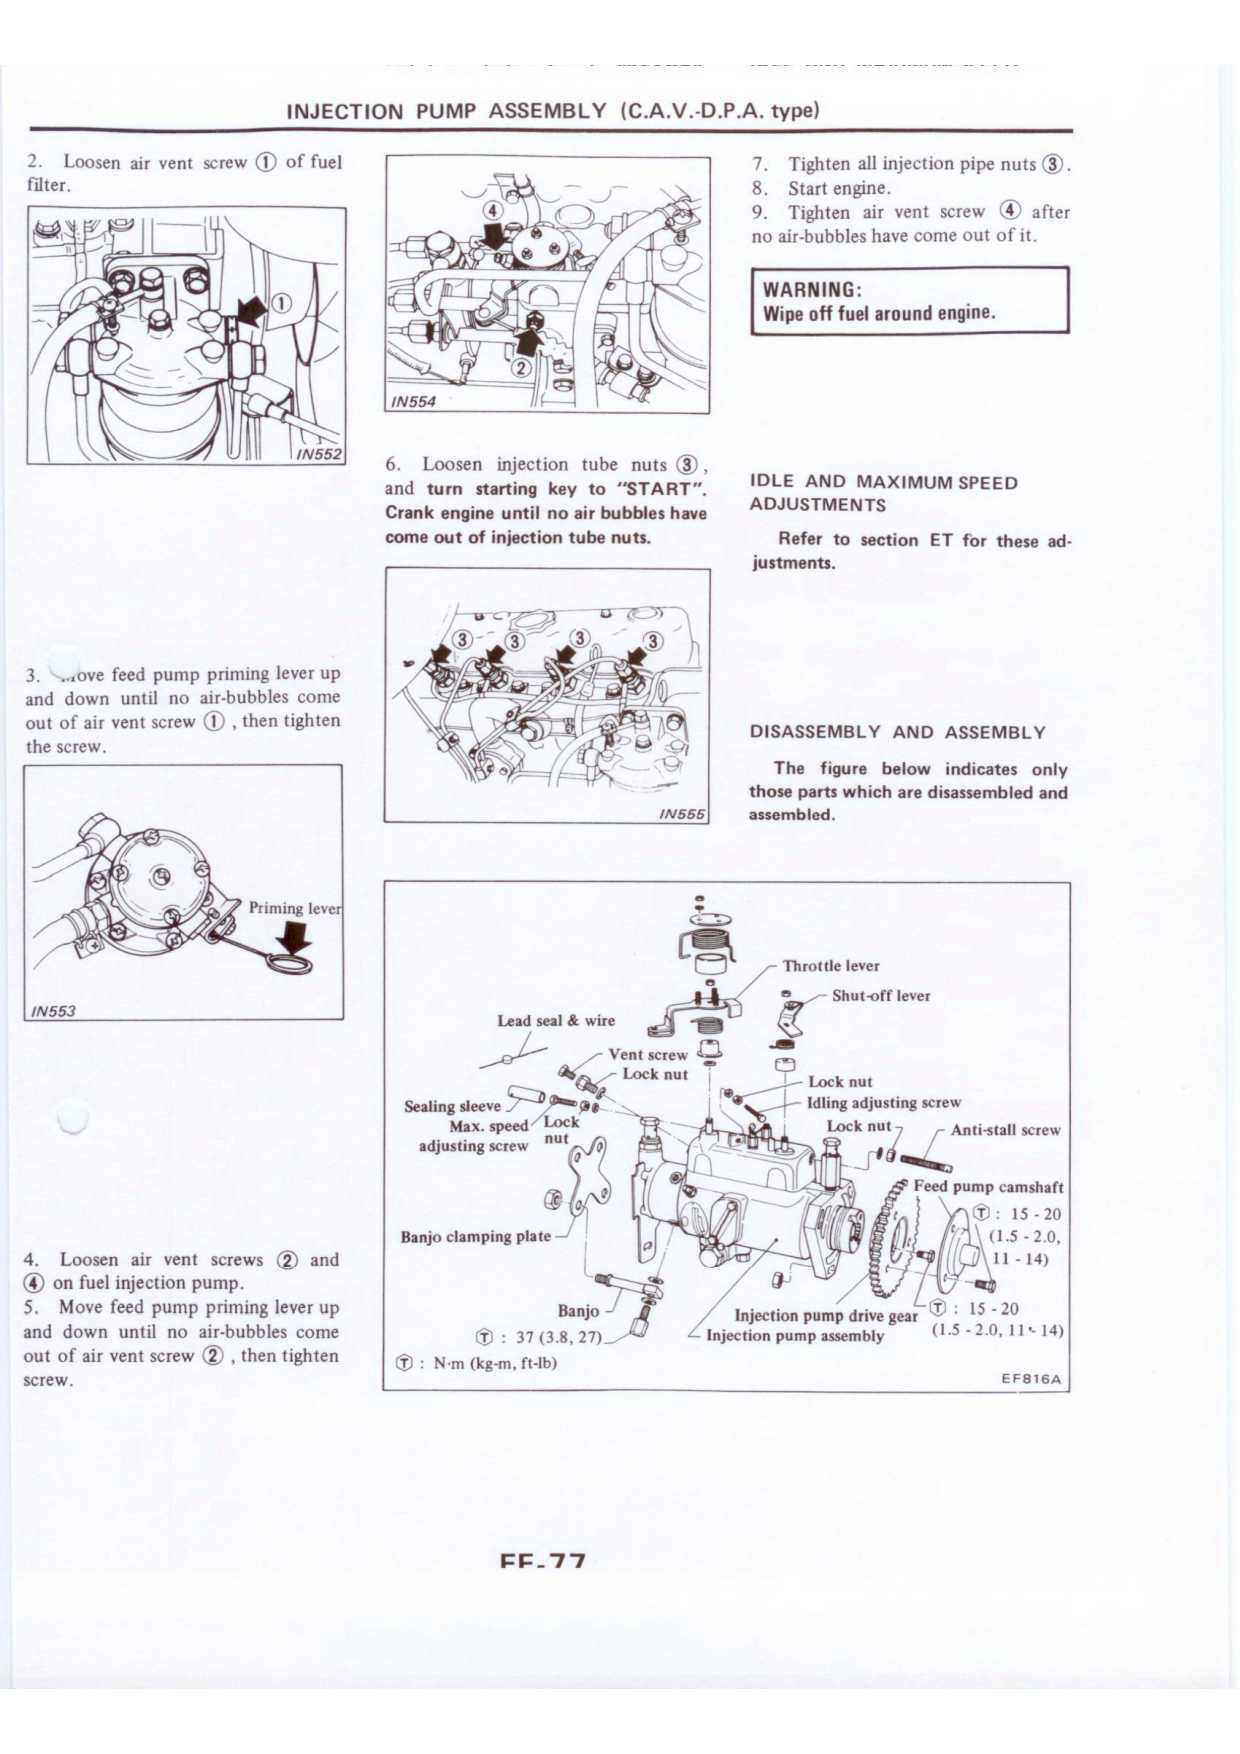 INJECTION PUMP ASSEMBLY (C.A.V.-D.P.A. type)
2. Loosen air vent screw ① of fuel
filter.
①
IN552
3. ove feed pump priming lever up
and down until no air-bubbles come
out of air vent screw ① , then tighten
the screw.
Priming lever
IN553
4. Loosen air vent screws ② and
④ on fuel injection pump.
5. Move feed pump priming lever up
and down until no air-bubbles come
out of air vent screw ② , then tighten
screw.
④
②
IN554
6. Loosen injection tube nuts ③ ,
and turn starting key to “START”.
Crank engine until no air bubbles have
come out of injection tube nuts.
③ ③ ③ ③
IN555
7. Tighten all injection pipe nuts ③ .
8. Start engine.
9. Tighten air vent screw ④ after
no air-bubbles have come out of it.
WARNING:
Wipe off fuel around engine.
IDLE AND MAXIMUM SPEED
ADJUSTMENTS
Refer to section ET for these ad-
justments.
DISASSEMBLY AND ASSEMBLY
The figure below indicates only
those parts which are disassembled and
assembled.
Throttle lever
Shut-off lever
Lead seal & wire
Vent screw
Lock nut
Lock nut
Sealing sleeve
Idling adjusting screw
Max. speed
adjusting screw
Lock
nut
Lock nut
Anti-stall screw
Feed pump camshaft
Ⓣ : 15 - 20
(1.5 - 2.0,
11 - 14)
Banjo clamping plate
Banjo
Injection pump drive gear
Ⓣ : 15 - 20
(1.5 - 2.0, 11 - 14)
Ⓣ : 37 (3.8, 27)
Injection pump assembly
Ⓣ : N·m (kg-m, ft-lb)
EF816A
EF-77